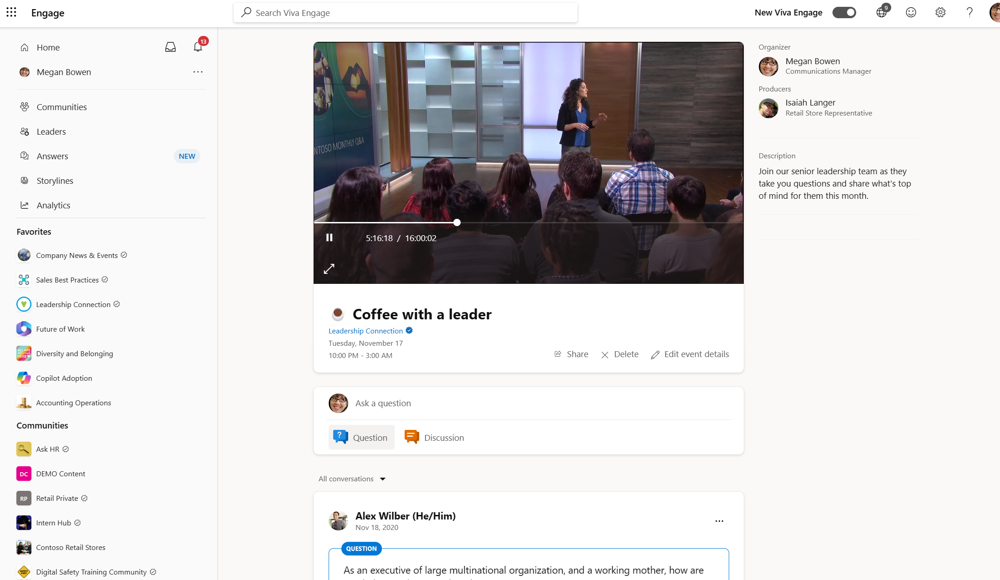 Engage
Search Viva Engage
New Viva Engage
9
Home
13
Megan Bowen
Communities
Leaders
Answers
NEW
Storylines
Analytics
Favorites
Company News & Events
Sales Best Practices
Leadership Connection
Future of Work
ALL ARE
WELCOME
HERE
Diversity and Belonging
Copilot Adoption
Accounting Operations
Communities
Ask HR
DC
DEMO Content
RP
Retail Private
Intern Hub
Contoso Retail Stores
SAFETY
FIRST
Digital Safety Training Community
NTOSO MONTHLY Q&A
5:16:18 / 16:00:02
Coffee with a leader
Leadership Connection
Tuesday, November 17
10:00 PM - 3:00 AM
Share
Delete
Edit event details
Ask a question
?
Question
Discussion
All conversations
Alex Wilber (He/Him)
Nov 18, 2020
QUESTION
As an executive of large multinational organization, and a working mother, how are
Organizer
Megan Bowen
Communications Manager
Producers
Isaiah Langer
Retail Store Representative
Description
Join our senior leadership team as they
take you questions and share what's top
of mind for them this month.